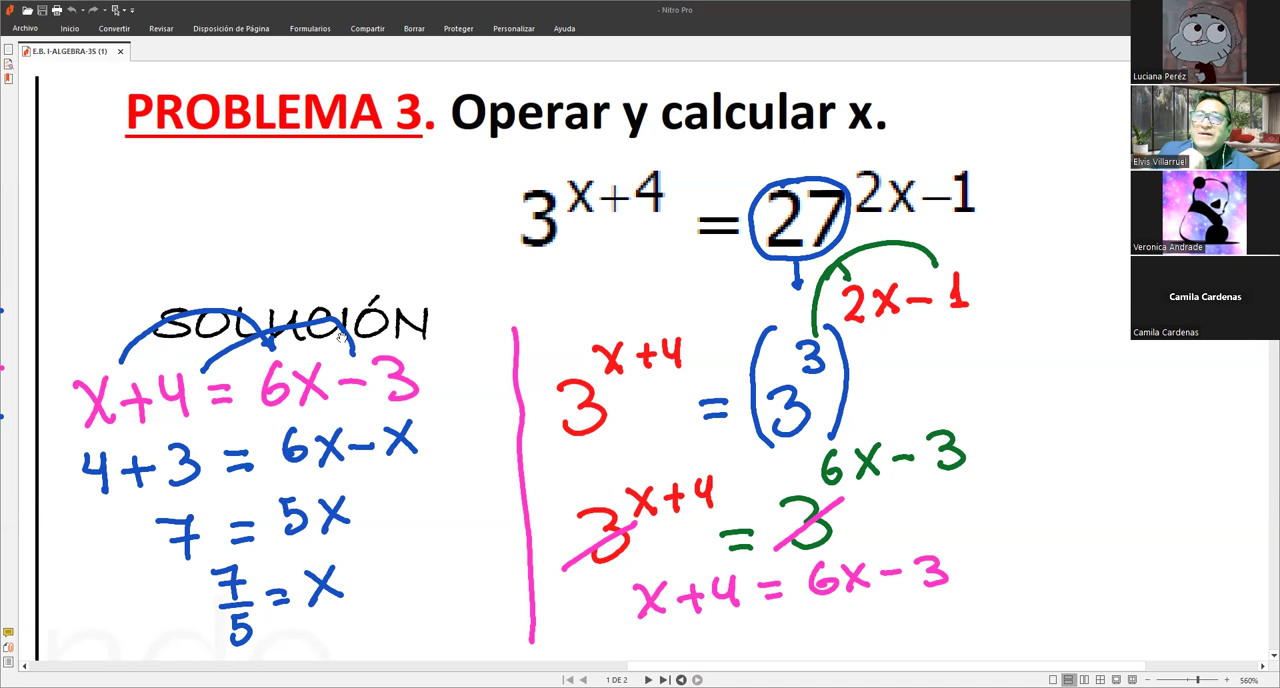 - Nitro Pro
Archivo Inicio Convertir Revisar Disposición de Página Formularios Compartir Borrar Proteger Personalizar Ayuda
E.B. I-ALGEBRA-3S (1)
PROBLEMA 3. Operar y calcular x.
3^{x+4} = 27^{2x-1}
SOLUCIÓN
x+4 = 6x-3
4+3 = 6x-x
7 = 5x
7/5 = x
3^{x+4} = (3^3)^{2x-1}
3^{x+4} = 3^{6x-3}
x+4 = 6x-3
Luciana Peréz
Elvis Villarruel
Veronica Andrade
Camila Cardenas
Camila Cardenas
1 DE 2
560%